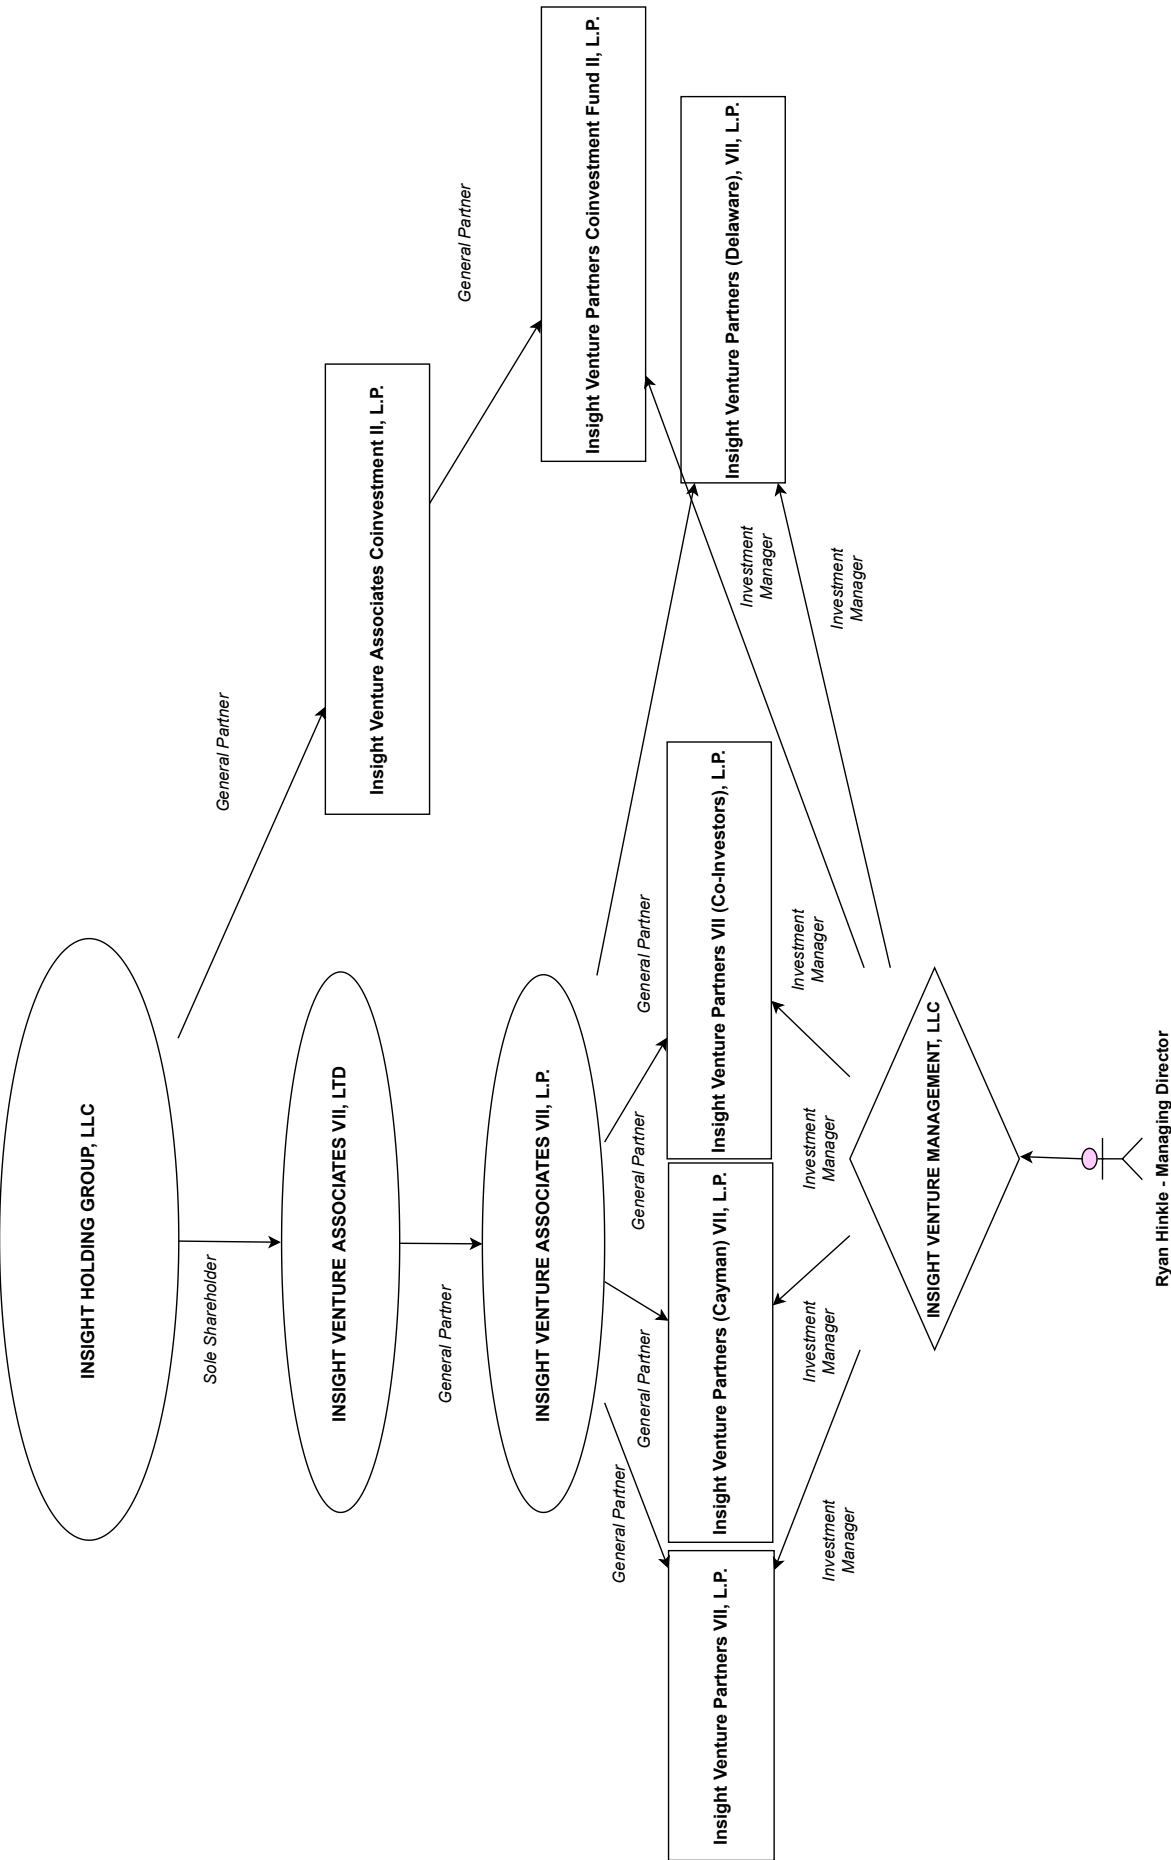 INSIGHT HOLDING GROUP, LLC
Sole Shareholder
General Partner
INSIGHT VENTURE ASSOCIATES VII, LTD
Insight Venture Associates Coinvestment II, L.P.
General Partner
General Partner
INSIGHT VENTURE ASSOCIATES VII, L.P.
Insight Venture Partners Coinvestment Fund II, L.P.
General Partner
General Partner
General Partner
General Partner
Insight Venture Partners VII, L.P.
Insight Venture Partners (Cayman) VII, L.P.
Insight Venture Partners VII (Co-Investors), L.P.
Insight Venture Partners (Delaware), VII, L.P.
Investment
Manager
Investment
Manager
Investment
Manager
Investment
Manager
Investment
Manager
Investment
Manager
INSIGHT VENTURE MANAGEMENT, LLC
Ryan Hinkle - Managing Director